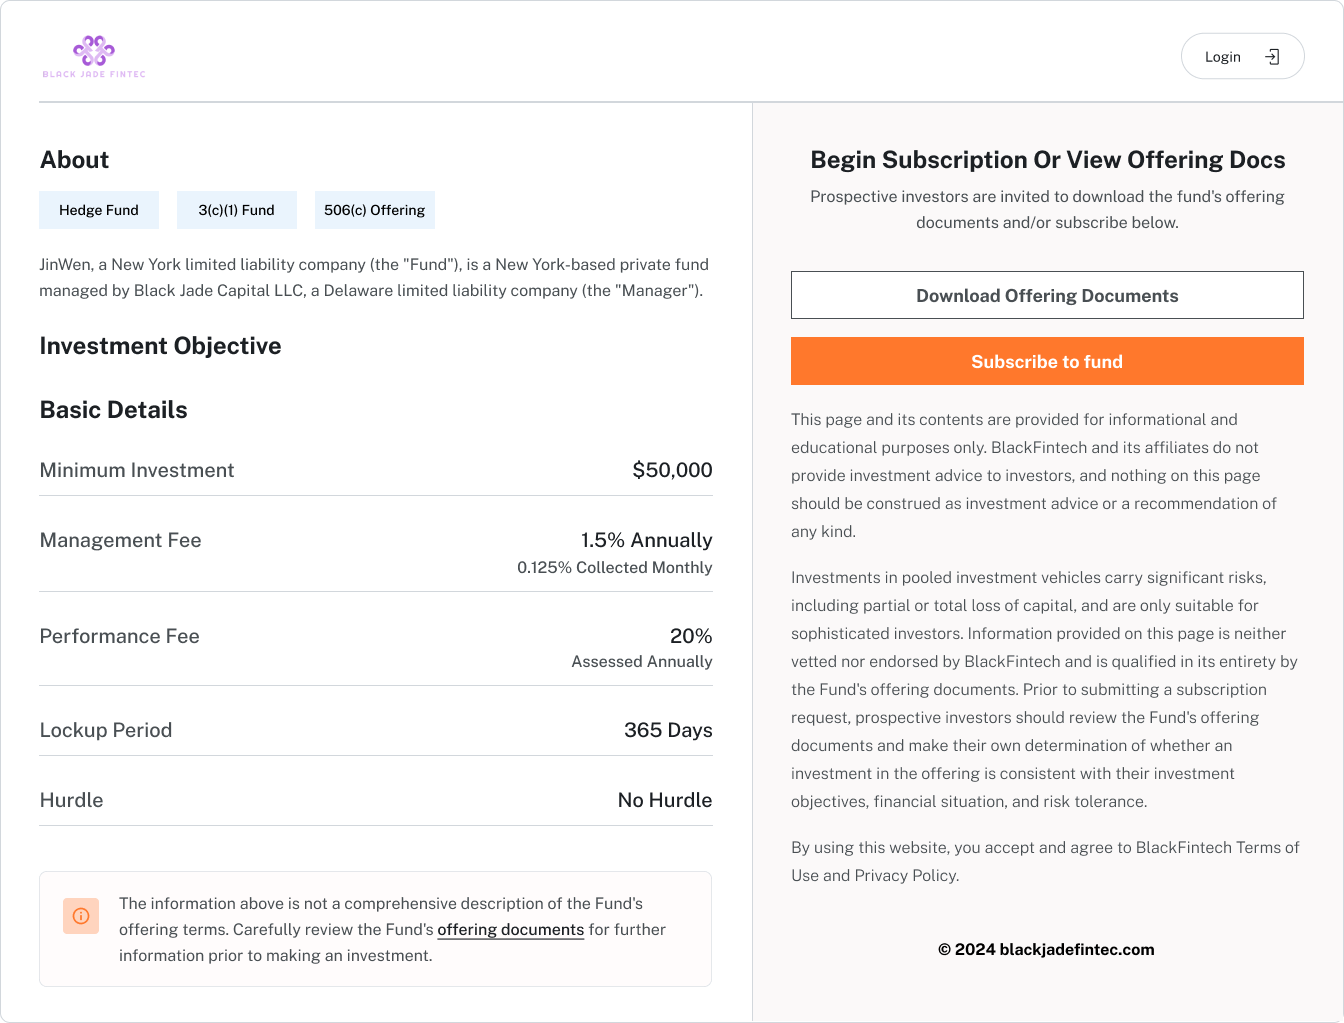 BLACK JADE FINTEC
Login
About
Hedge Fund
3(c)(1) Fund
506(c) Offering
JinWen, a New York limited liability company (the "Fund"), is a New York-based private fund
managed by Black Jade Capital LLC, a Delaware limited liability company (the "Manager").
Investment Objective
Basic Details
Minimum Investment
$50,000
Management Fee
1.5% Annually
0.125% Collected Monthly
Performance Fee
20%
Assessed Annually
Lockup Period
365 Days
Hurdle
No Hurdle
The information above is not a comprehensive description of the Fund's
offering terms. Carefully review the Fund's offering documents for further
information prior to making an investment.
Begin Subscription Or View Offering Docs
Prospective investors are invited to download the fund's offering
documents and/or subscribe below.
Download Offering Documents
Subscribe to fund
This page and its contents are provided for informational and
educational purposes only. BlackFintech and its affiliates do not
provide investment advice to investors, and nothing on this page
should be construed as investment advice or a recommendation of
any kind.
Investments in pooled investment vehicles carry significant risks,
including partial or total loss of capital, and are only suitable for
sophisticated investors. Information provided on this page is neither
vetted nor endorsed by BlackFintech and is qualified in its entirety by
the Fund's offering documents. Prior to submitting a subscription
request, prospective investors should review the Fund's offering
documents and make their own determination of whether an
investment in the offering is consistent with their investment
objectives, financial situation, and risk tolerance.
By using this website, you accept and agree to BlackFintech Terms of
Use and Privacy Policy.
© 2024 blackjadefintec.com